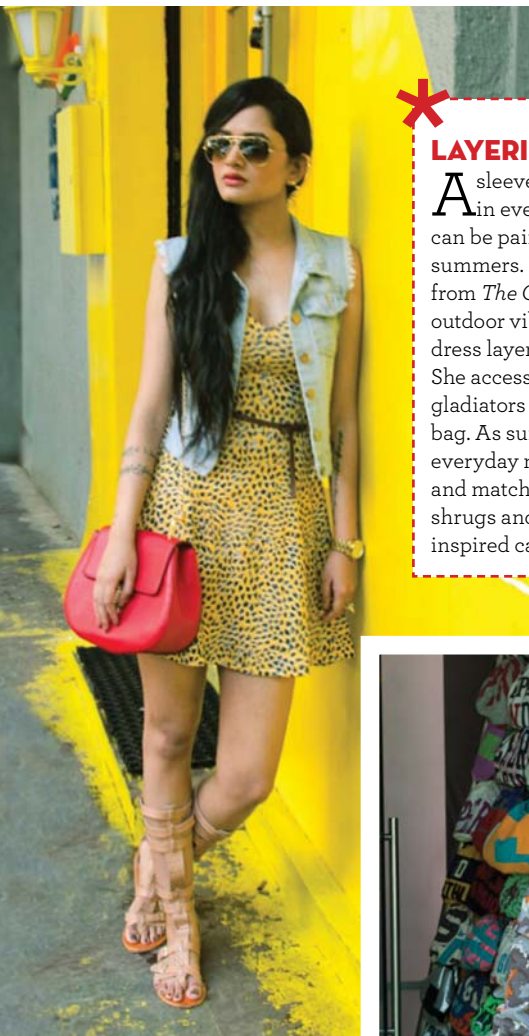 LAYERI
A sleeve
in eve
can be pai
summers.
from The C
outdoor vi
dress layer
She access
gladiators
bag. As su
everyday n
and match
shrugs and
inspired ca